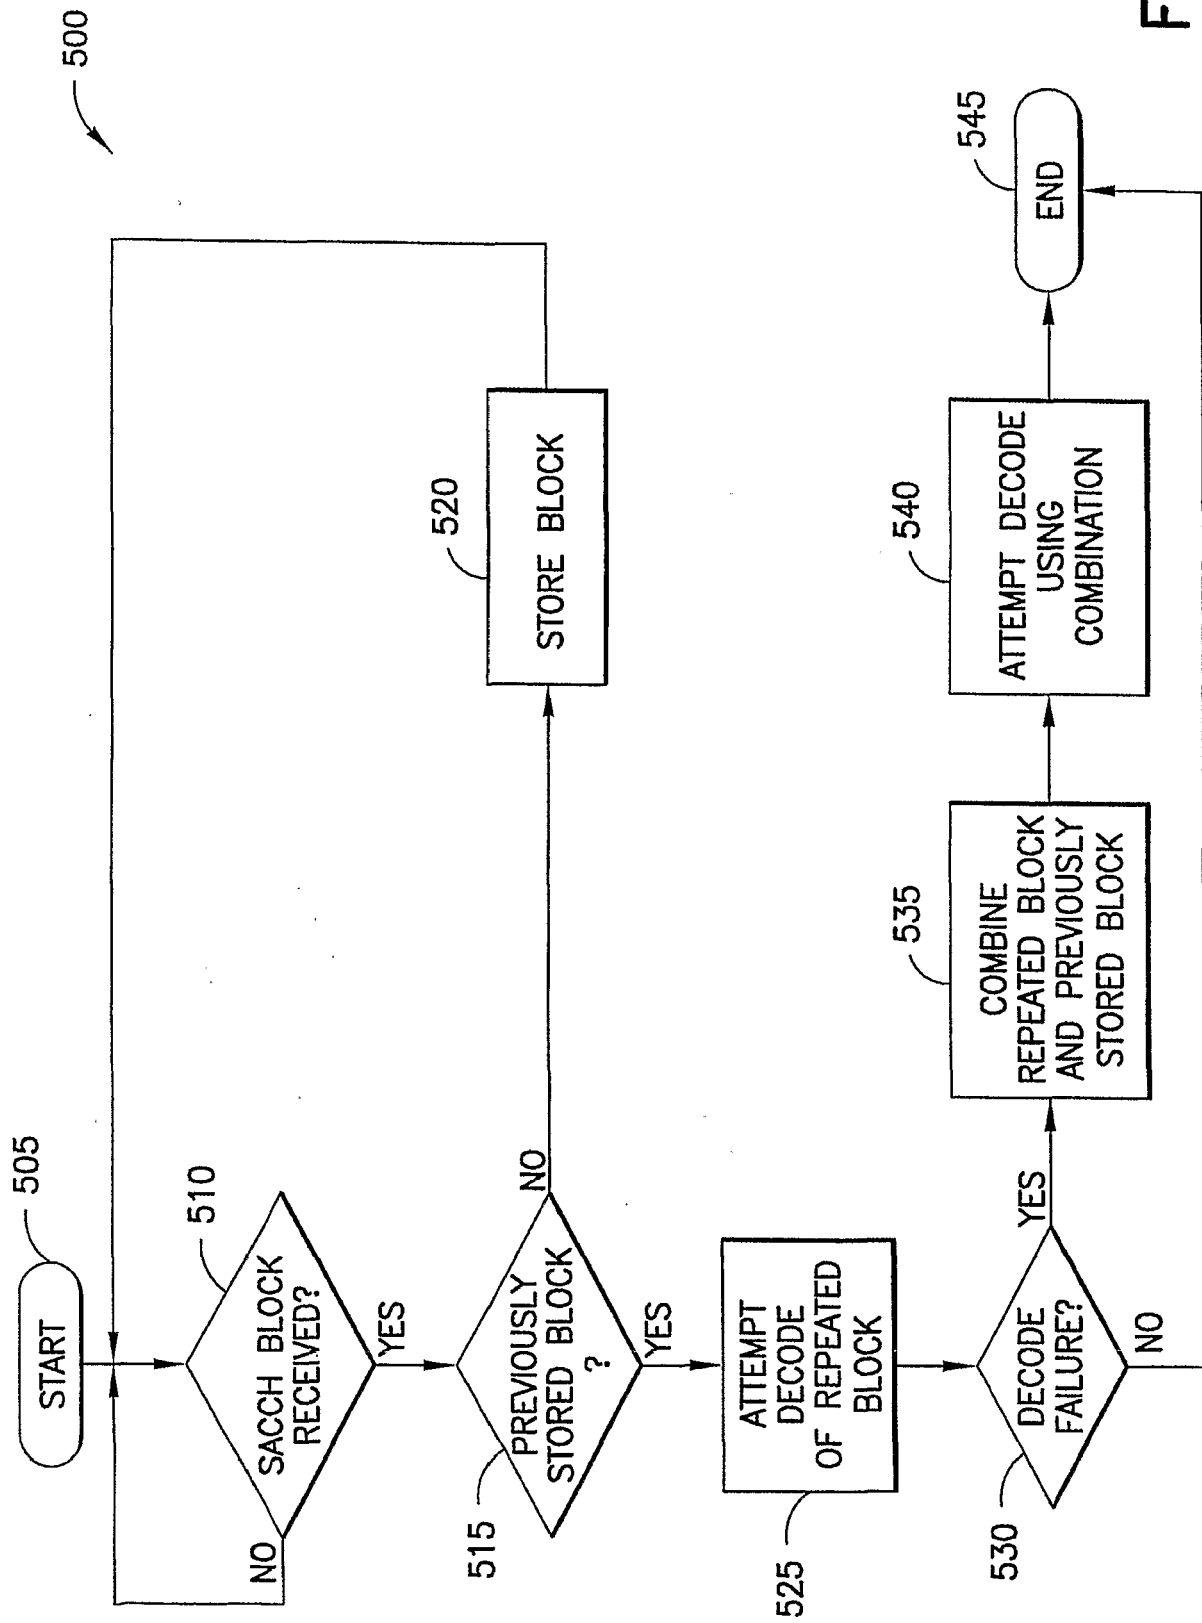 500
START
505
SACCH BLOCK
RECEIVED?
510
NO
YES
PREVIOUSLY
STORED BLOCK
?
515
NO
YES
STORE BLOCK
520
ATTEMPT
DECODE
OF REPEATED
BLOCK
525
DECODE
FAILURE?
530
YES
NO
COMBINE
REPEATED BLOCK
AND PREVIOUSLY
STORED BLOCK
535
ATTEMPT DECODE
USING
COMBINATION
540
END
545
F